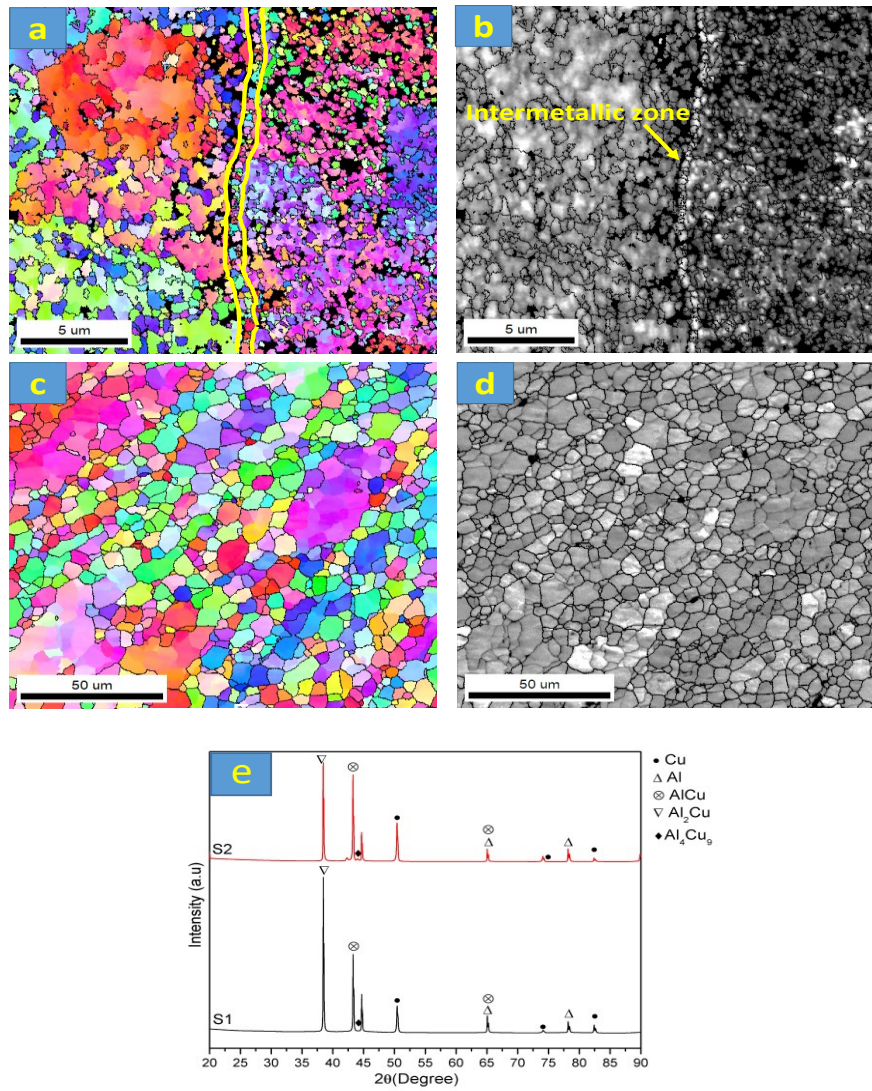 a
b
Intermetallic zone
5 um
5 um
c
d
50 um
50 um
e
• Cu
△ Al
⊗ AlCu
▽ Al2Cu
◆ Al4Cu9
▽
⊗
•
⊗
△
△
•
•
◆
S2
▽
⊗
•
⊗
△
△
•
•
◆
S1
Intensity (a.u)
20 25 30 35 40 45 50 55 60 65 70 75 80 85 90
2θ(Degree)